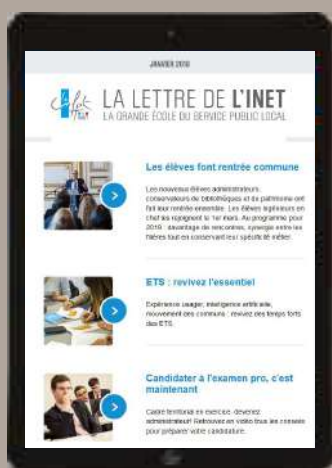 JANVIER 2019
LA LETTRE DE L'INET
LA GRANDE ÉCOLE DU SERVICE PUBLIC LOCAL
Les élèves font rentrée commune
Les nouveaux élèves administrateurs,
conservateurs de bibliothèques et du patrimoine ont
fait leur rentrée ensemble. Les élèves ingénieurs en
chef les rejoignent le 1er mars. Au programme pour
2019 : davantage de rencontres, synergie entre les
filières tout en conservant leur spécificité métier.
ETS : revivez l'essentiel
Expérience usager, intelligence artificielle,
mouvement des communs : revivez des temps forts
des ETS.
Candidater à l'examen pro, c'est
maintenant
Cadre territorial en exercice, devenez
administrateur! Retrouvez en vidéo tous les conseils
pour préparer votre candidature.